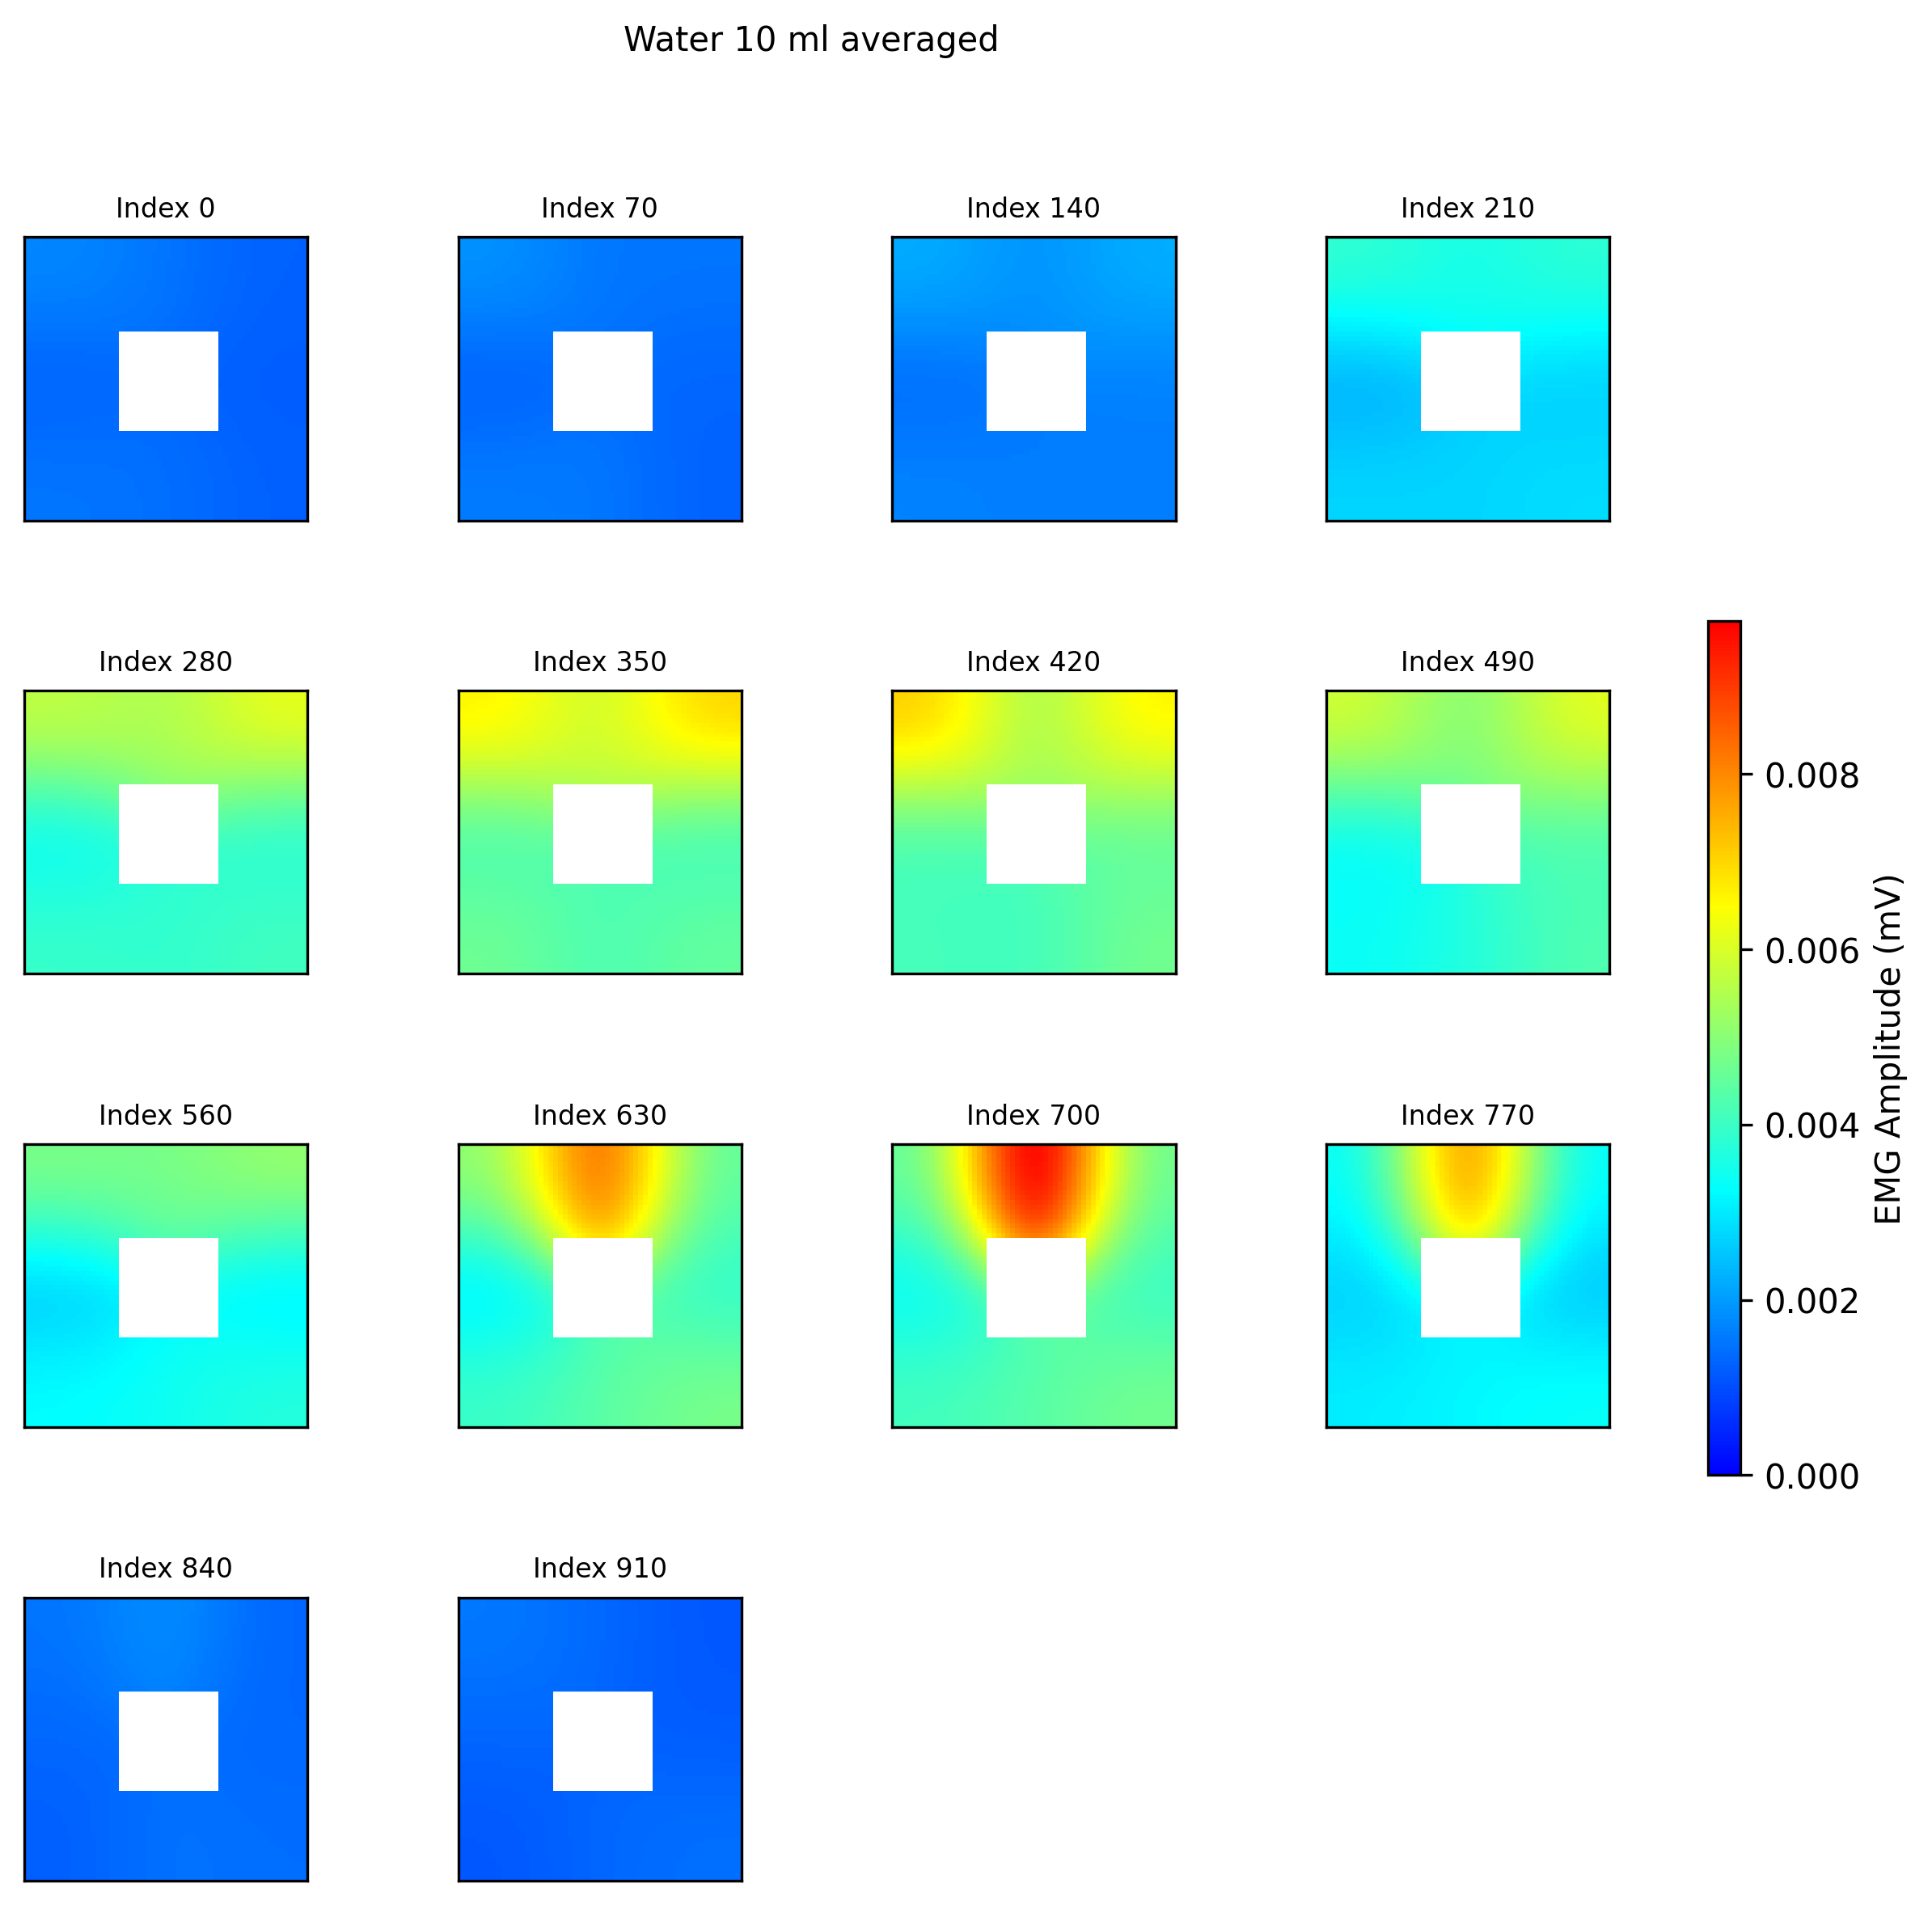 Water 10 ml averaged
Index 0
Index 70
Index 140
Index 210
Index 280
Index 350
Index 420
Index 490
Index 560
Index 630
Index 700
Index 770
Index 840
Index 910
0.008
0.006
0.004
0.002
0.000
EMG Amplitude (mV)